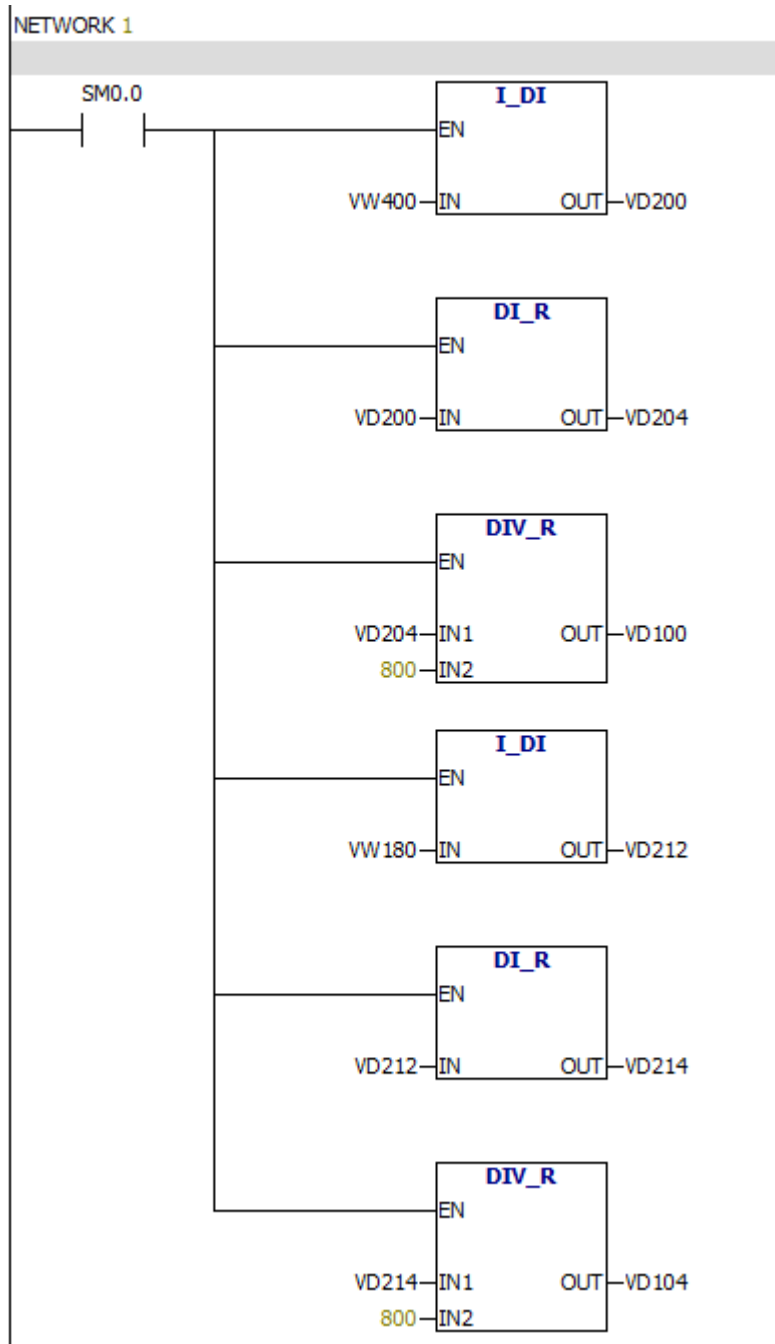 NETWORK 1
SM0.0
I_DI
EN
VW400 IN OUT VD200
DI_R
EN
VD200 IN OUT VD204
DIV_R
EN
VD204 IN1 OUT VD100
800 IN2
I_DI
EN
VW180 IN OUT VD212
DI_R
EN
VD212 IN OUT VD214
DIV_R
EN
VD214 IN1 OUT VD104
800 IN2